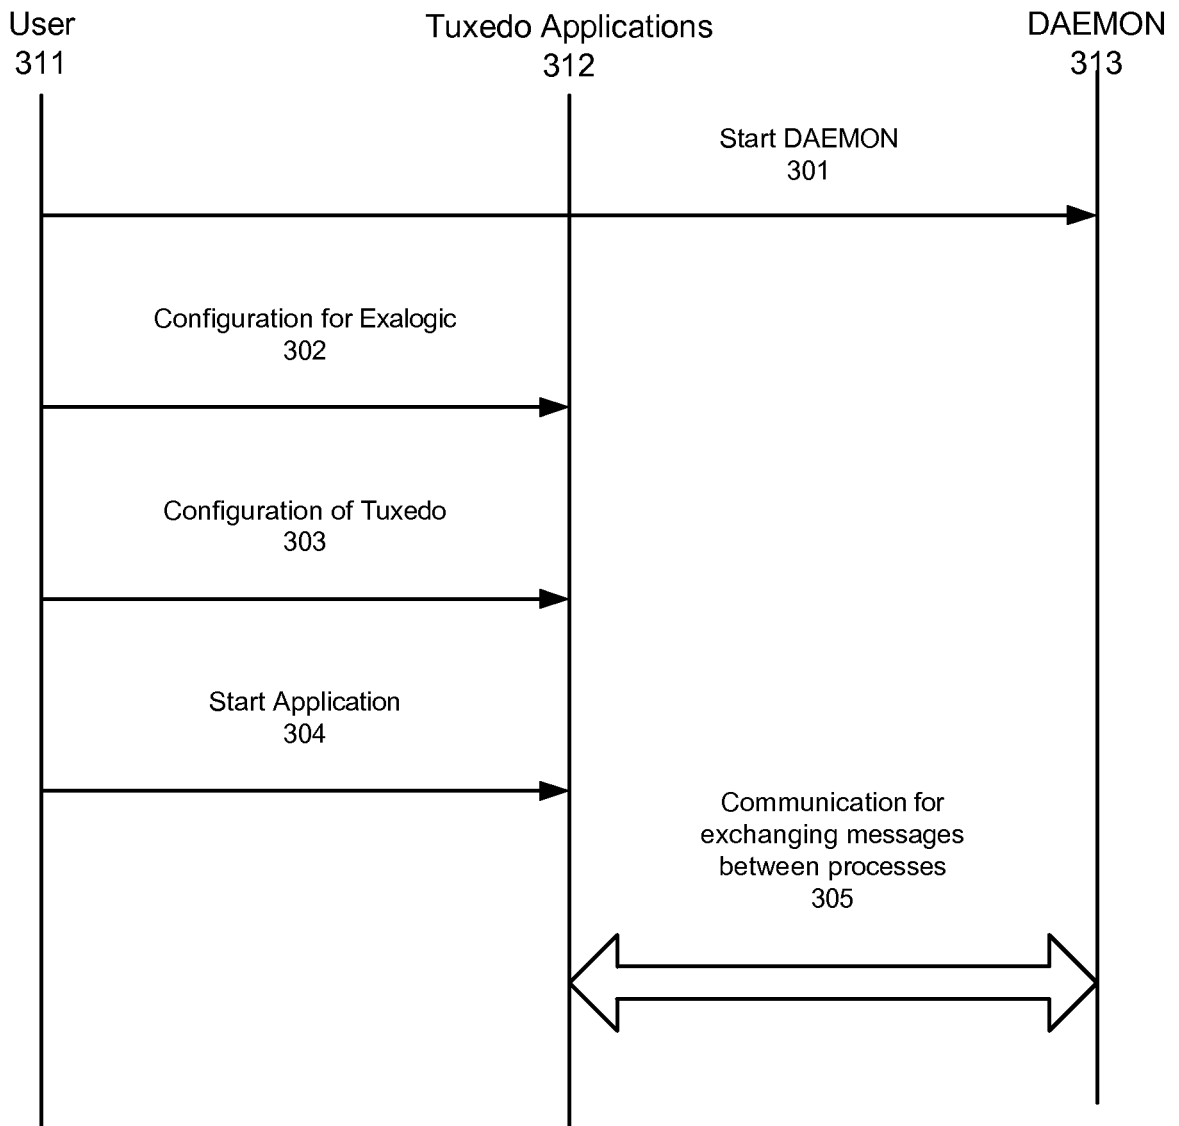 User
311
Tuxedo Applications
312
DAEMON
313
Start DAEMON
301
Configuration for Exalogic
302
Configuration of Tuxedo
303
Start Application
304
Communication for
exchanging messages
between processes
305